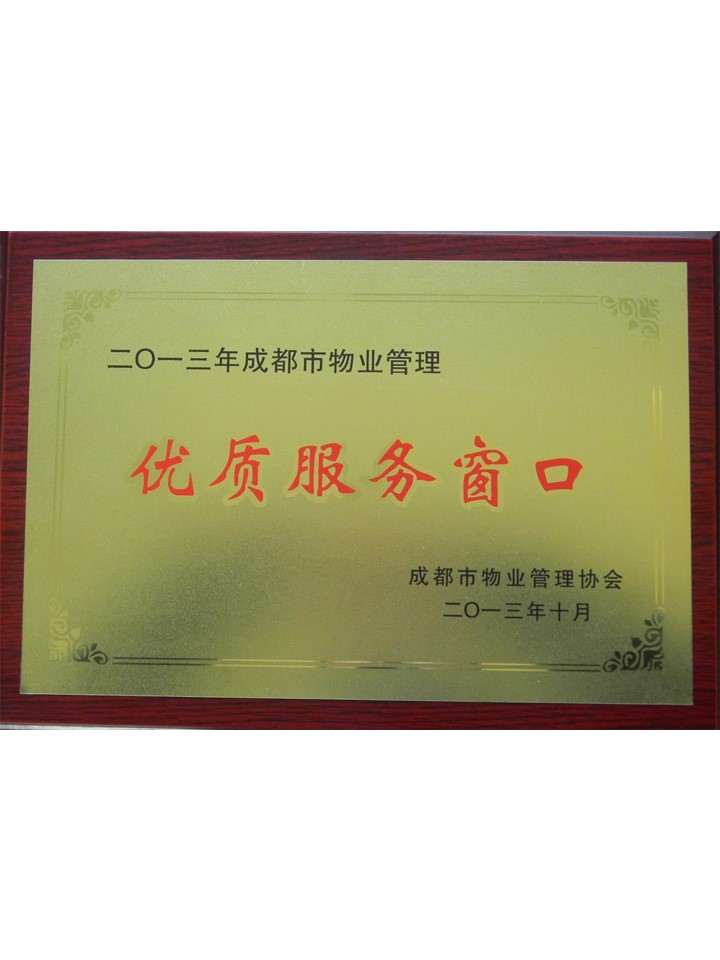 二〇一三年成都市物业管理
优质服务窗口
成都市物业管理协会
二〇一三年十月